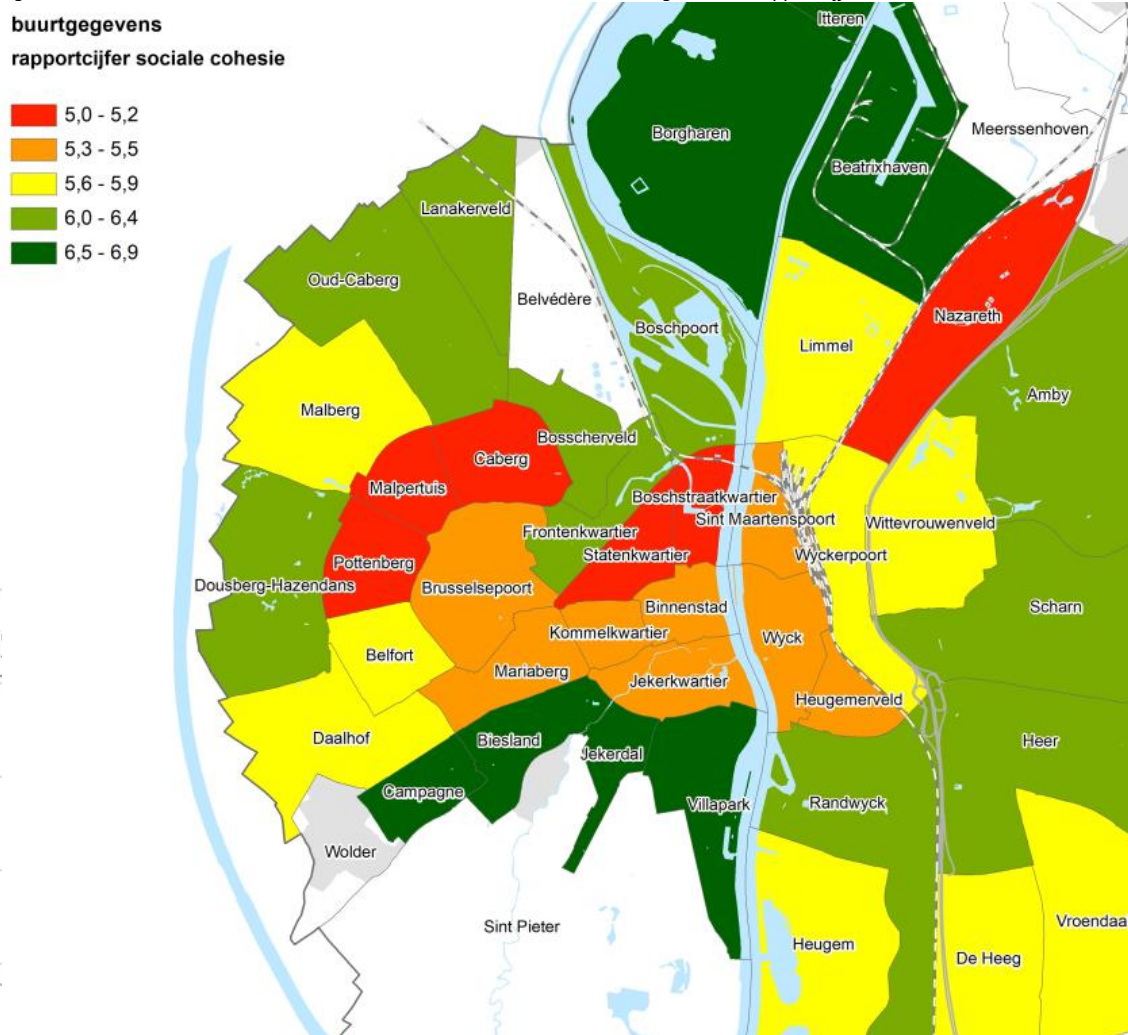 buurtgegevens
rapportcijfer sociale cohesie
5,0 - 5,2
5,3 - 5,5
5,6 - 5,9
6,0 - 6,4
6,5 - 6,9
Itteren
Borgharen
Meerssenhoven
Beatrixhaven
Lanakerveld
Oud-Caberg
Belvédère
Boschpoort
Nazareth
Limmel
Amby
Malberg
Bosscherveld
Caberg
Malpertuis
Boschstraatkwartier
Sint Maartenspoort
Wittevrouwenveld
Frontenkwartier
Statenkwartier
Wyckerpoort
Pottenberg
Dousberg-Hazendans
Brusselsepoort
Binnenstad
Scharn
Kommelkwartier
Wyck
Belfort
Mariaberg
Jekerkwartier
Heugemerveld
Daalhof
Biesland
Jekerdal
Heer
Campagne
Villapark
Randwyck
Wolder
Sint Pieter
Heugem
Vroendaa
De Heeg